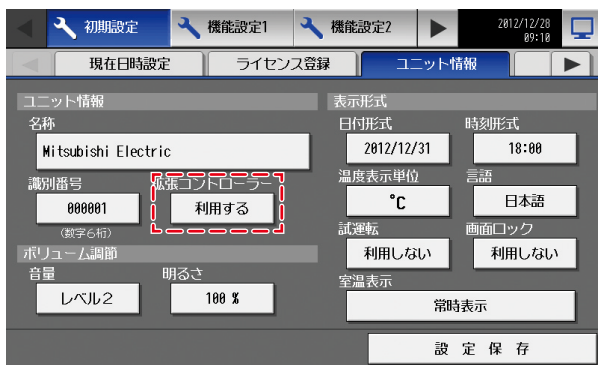 初期設定
機能設定1
機能設定2
2012/12/28
09:10
現在日時設定
ライセンス登録
ユニット情報
ユニット情報
名称
Mitsubishi Electric
識別番号
000001
(数字6桁)
拡張コントローラー
利用する
ボリューム調節
音量
レベル2
明るさ
100 %
表示形式
日付形式
2012/12/31
時刻形式
18:00
温度表示単位
℃
言語
日本語
試運転
利用しない
画面ロック
利用しない
室温表示
常時表示
設 定 保 存